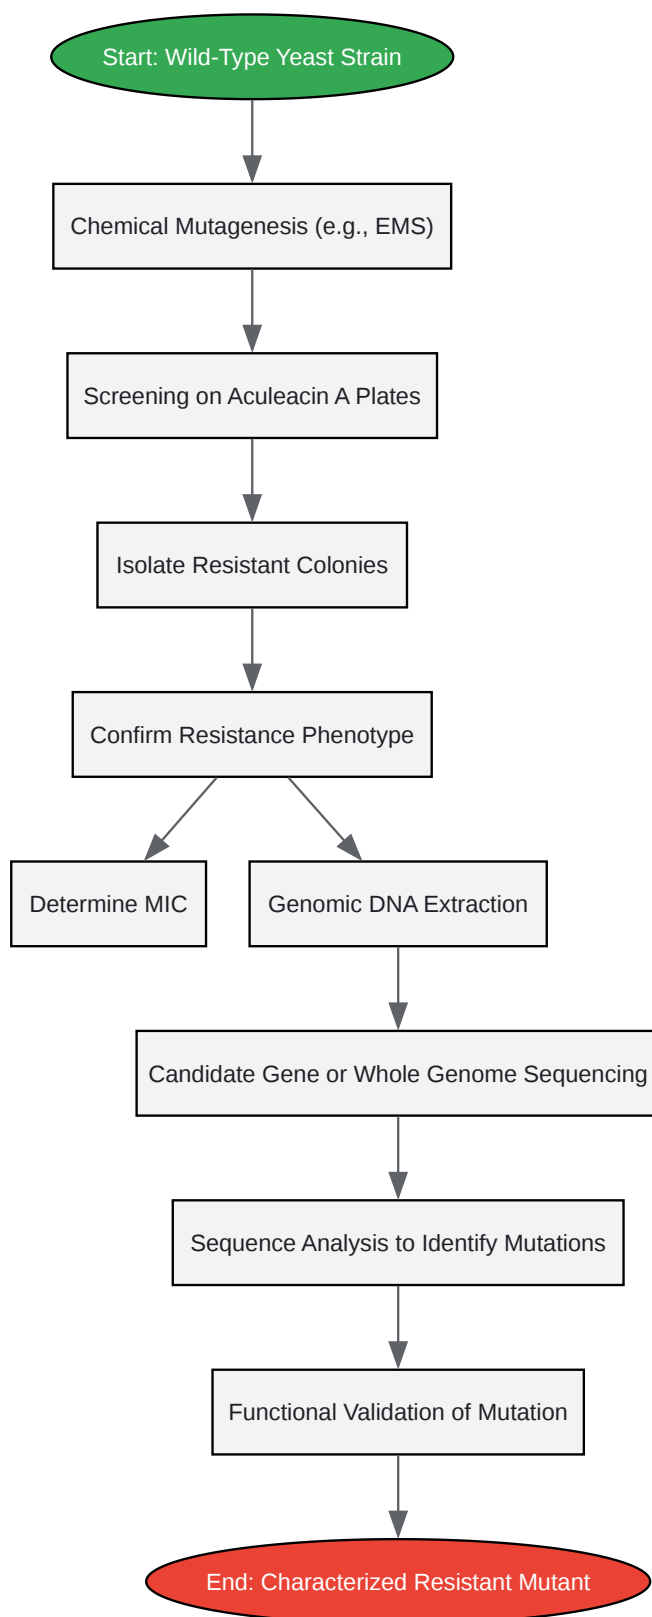 Start: Wild-Type Yeast Strain
Chemical Mutagenesis (e.g., EMS)
Screening on Aculeacin A Plates
Isolate Resistant Colonies
Confirm Resistance Phenotype
Determine MIC
Genomic DNA Extraction
Candidate Gene or Whole Genome Sequencing
Sequence Analysis to Identify Mutations
Functional Validation of Mutation
End: Characterized Resistant Mutant